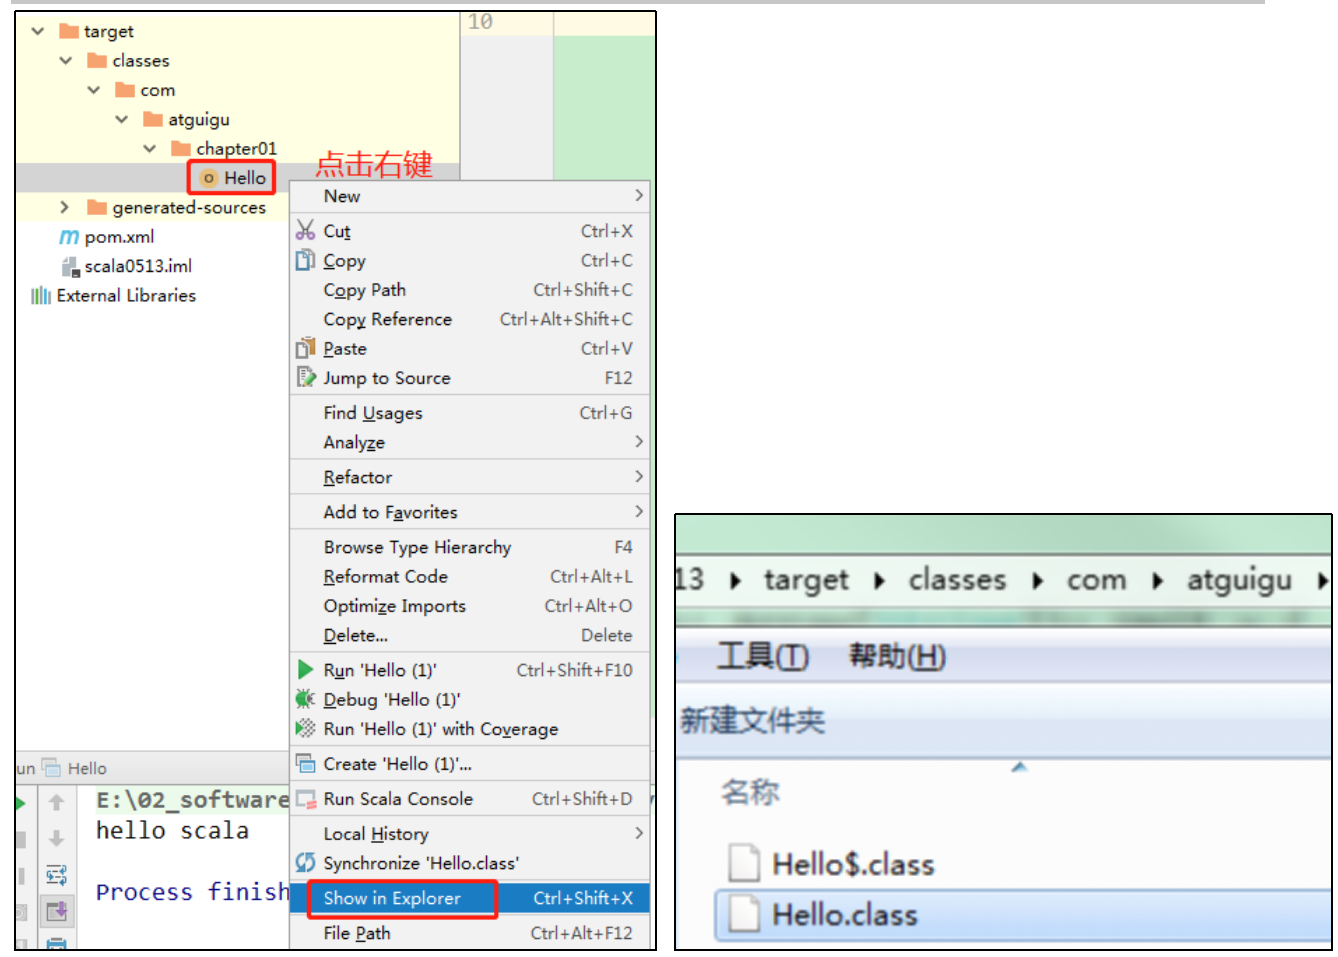 10
target
classes
com
atguigu
chapter01
Hello
点击右键
generated-sources
pom.xml
scala0513.iml
External Libraries
New
Cut Ctrl+X
Copy Ctrl+C
Copy Path Ctrl+Shift+C
Copy Reference Ctrl+Alt+Shift+C
Paste Ctrl+V
Jump to Source F12
Find Usages Ctrl+G
Analyze
Refactor
Add to Favorites
Browse Type Hierarchy F4
Reformat Code Ctrl+Alt+L
Optimize Imports Ctrl+Alt+O
Delete... Delete
Run 'Hello (1)' Ctrl+Shift+F10
Debug 'Hello (1)'
Run 'Hello (1)' with Coverage
Create 'Hello (1)'...
Run Scala Console Ctrl+Shift+D
Local History
Synchronize 'Hello.class'
Show in Explorer Ctrl+Shift+X
File Path Ctrl+Alt+F12
un Hello
E:\02_software
hello scala
Process finish
13 target classes com atguigu
工具(T) 帮助(H)
新建文件夹
名称
Hello$.class
Hello.class